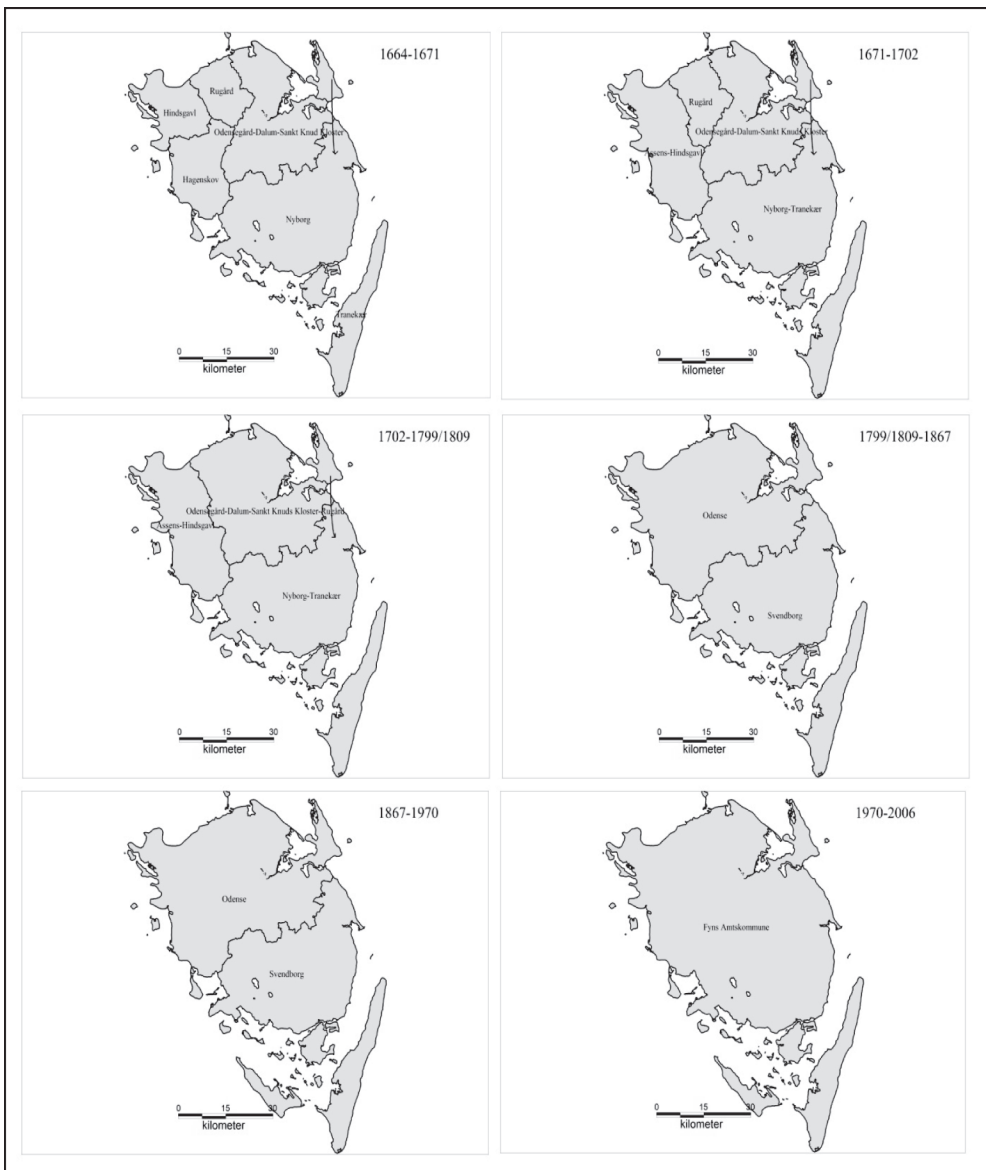 1664-1671
Rugård
Hindsgavl
Odensegård-Dalum-Sankt Knud Kloster
Hagenskov
Nyborg
Tranekær
0 15 30
kilometer
1671-1702
Rugård
Odensegård-Dalum-Sankt Knuds Kloster
Assens-Hindsgavl
Nyborg-Tranekær
0 15 30
kilometer
1702-1799/1809
Odensegård-Dalum-Sankt Knuds Kloster-Rugård
Assens-Hindsgavl
Nyborg-Tranekær
0 15 30
kilometer
1799/1809-1867
Odense
Svendborg
0 15 30
kilometer
1867-1970
Odense
Svendborg
0 15 30
kilometer
1970-2006
Fyns Amtskommune
0 15 30
kilometer